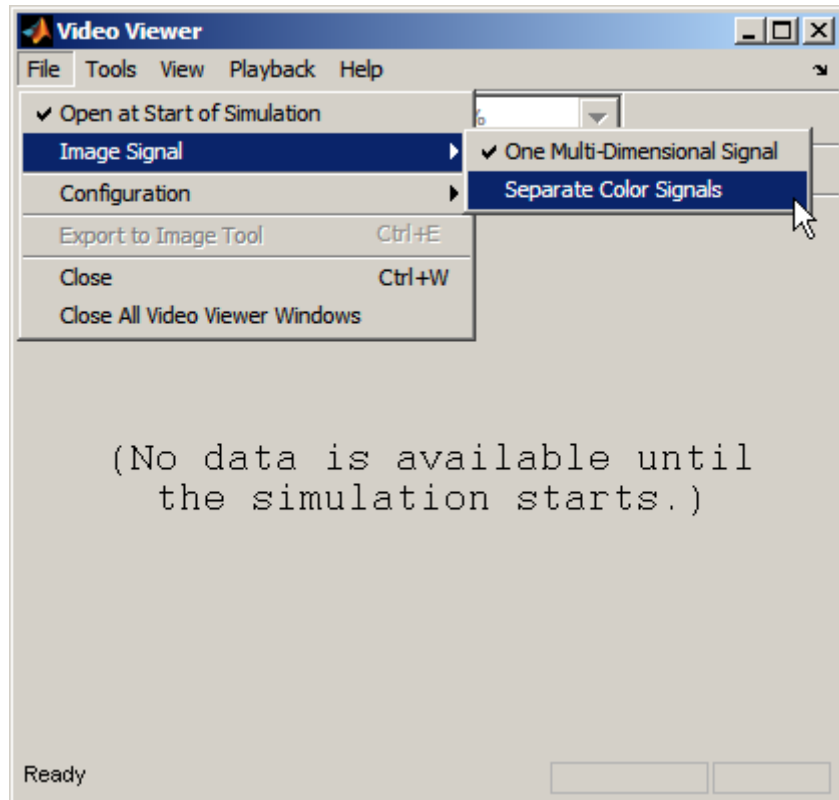 Video Viewer
File Tools View Playback Help
Open at Start of Simulation
Image Signal
One Multi-Dimensional Signal
Configuration
Separate Color Signals
Export to Image Tool Ctrl+E
Close Ctrl+W
Close All Video Viewer Windows
(No data is available until
the simulation starts.)
Ready